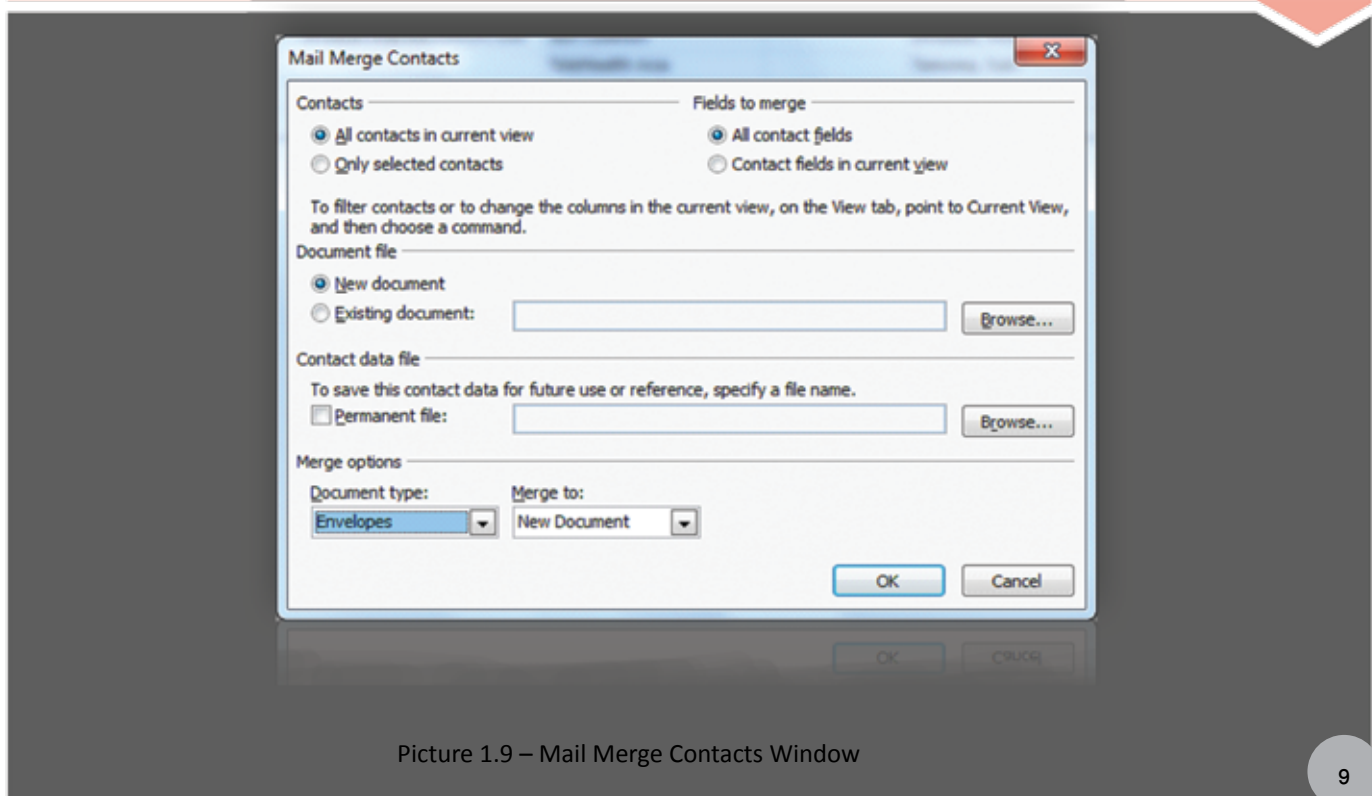 Mail Merge Contacts
Contacts
Fields to merge
All contacts in current view
All contact fields
Only selected contacts
Contact fields in current view
To filter contacts or to change the columns in the current view, on the View tab, point to Current View,
and then choose a command.
Document file
New document
Existing document:
Browse...
Contact data file
To save this contact data for future use or reference, specify a file name.
Permanent file:
Browse...
Merge options
Document type:
Merge to:
Envelopes
New Document
OK
Cancel
OK
Cancel
Picture 1.9 – Mail Merge Contacts Window
9